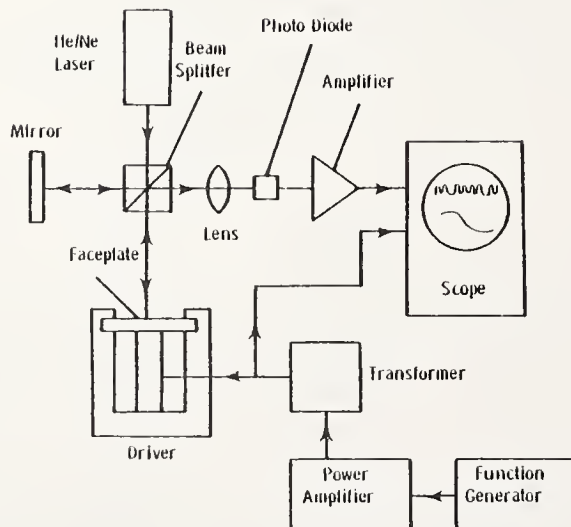 He/Ne
Laser
Beam
Splitter
Photo Diode
Amplifier
Mirror
Lens
Faceplate
Scope
Transformer
Driver
Power
Amplifier
Function
Generator